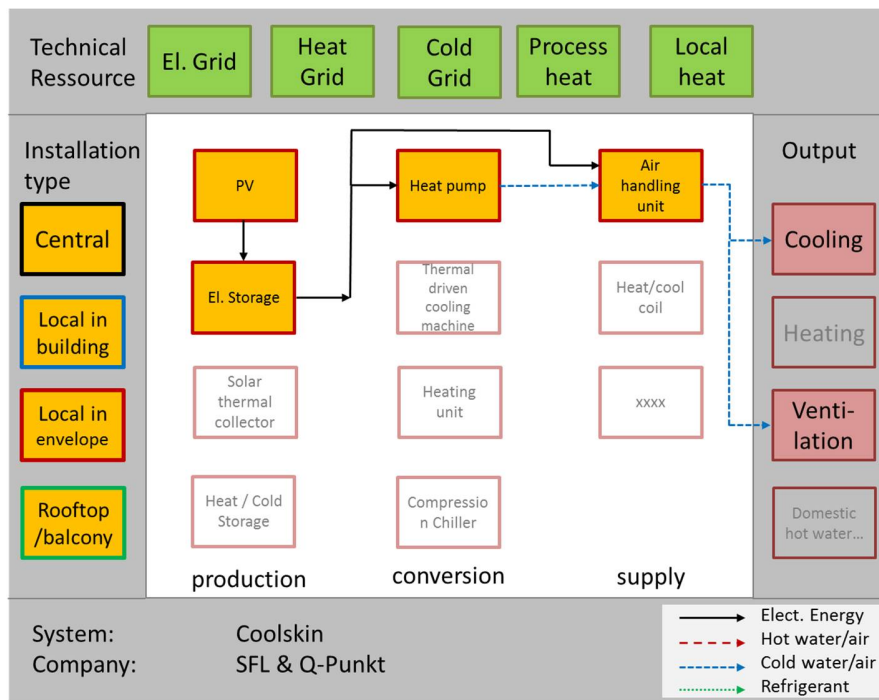 Technical
Ressource
El. Grid
Heat
Grid
Cold
Grid
Process
heat
Local
heat
Installation
type
Central
Local in
building
Local in
envelope
Rooftop
/balcony
PV
El. Storage
Solar
thermal
collector
Heat / Cold
Storage
production
Heat pump
Thermal
driven
cooling
machine
Heating
unit
Compressio
n Chiller
conversion
Air
handling
unit
Heat/cool
coil
xxxx
supply
Output
Cooling
Heating
Venti-
lation
Domestic
hot water...
System: Coolskin
Company: SFL & Q-Punkt
Elect. Energy
Hot water/air
Cold water/air
Refrigerant